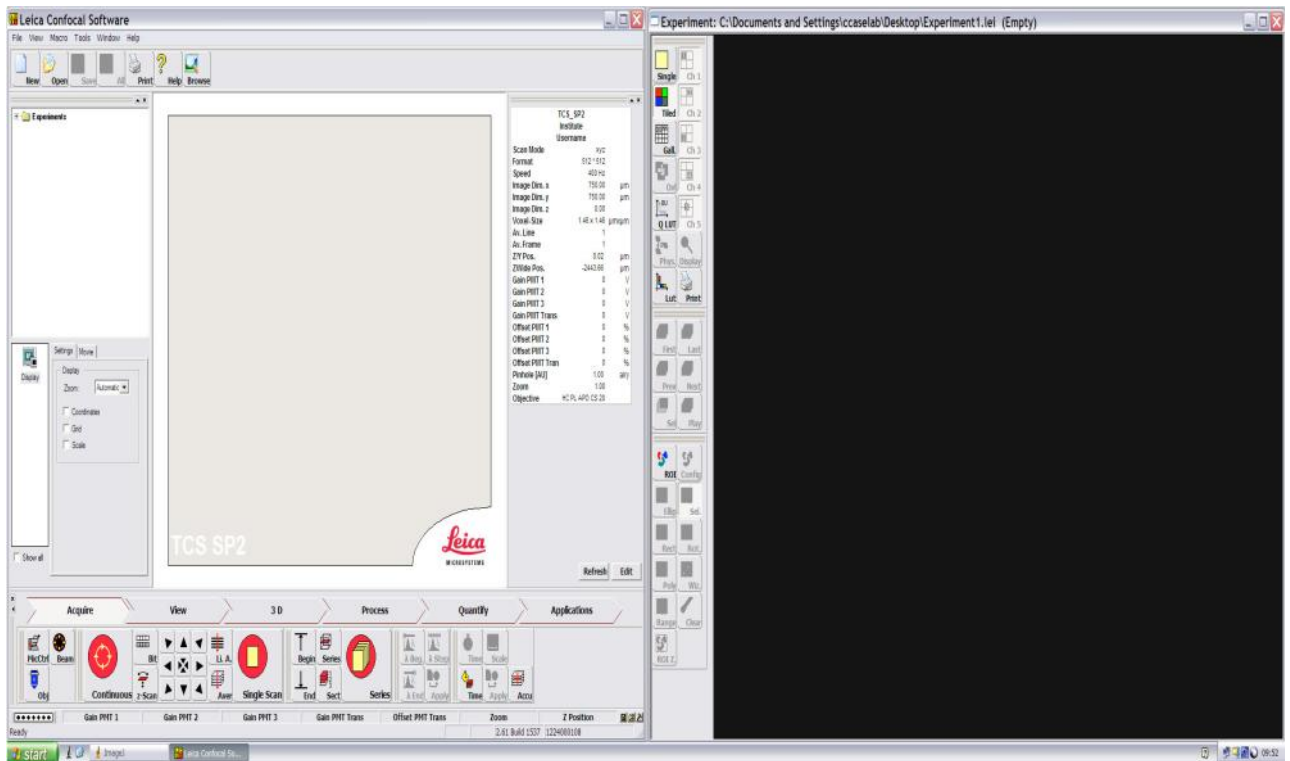 Leica Confocal Software
File View Macro Tools Window Help
New Open Save All Print Help Browse
Experiments
TCS_SP2
Institute
Username
Scan Mode xyz
Format 512 * 512
Speed 400 Hz
Image Dim. x 750.00 µm
Image Dim. y 750.00 µm
Image Dim. z 0.00
Voxel-Size 1.46 x 1.46 µmxµm
Av. Line 1
Av. Frame 1
Z/Y Pos. 0.02 µm
ZWide Pos. -2443.66 µm
Gain PMT 1 0 V
Gain PMT 2 0 V
Gain PMT 3 0 V
Gain PMT Trans 0 V
Offset PMT 1 0 %
Offset PMT 2 0 %
Offset PMT 3 0 %
Offset PMT Tran 0 %
Pinhole [AU] 1.00 airy
Zoom 1.00
Objective HC PL APO CS 20
Display
Settings Movie
Display
Zoom: Automatic
Coordinates
Grid
Scale
Show all
TCS SP2
Leica
MICROSYSTEMS
Refresh Edit
Acquire View 3 D Process Quantify Applications
MicCtrl Beam Bit Li. A. Begin Series λ Beg. λ Step Time Scale
Obj Continuous z-Scan Aver Single Scan End Sect Series λ End Apply Time Apply Accu
Gain PMT 1 Gain PMT 2 Gain PMT 3 Gain PMT Trans Offset PMT Trans Zoom Z Position
Ready 2.61 Build 1537 1224080108
Experiment: C:\Documents and Settings\ccaselab\Desktop\Experiment1.lei (Empty)
Single Ch 1
Tiled Ch 2
Gall. Ch 3
Ovl Ch 4
Q LUT Ch 5
Phys. Display
Lut Print
First Last
Prev Next
Sel Play
ROI Config
Ellip Sel.
Rect Rot.
Poly Wiz.
Range Clear
ROI Z.
start Image1 Leica Confocal So... 09:52